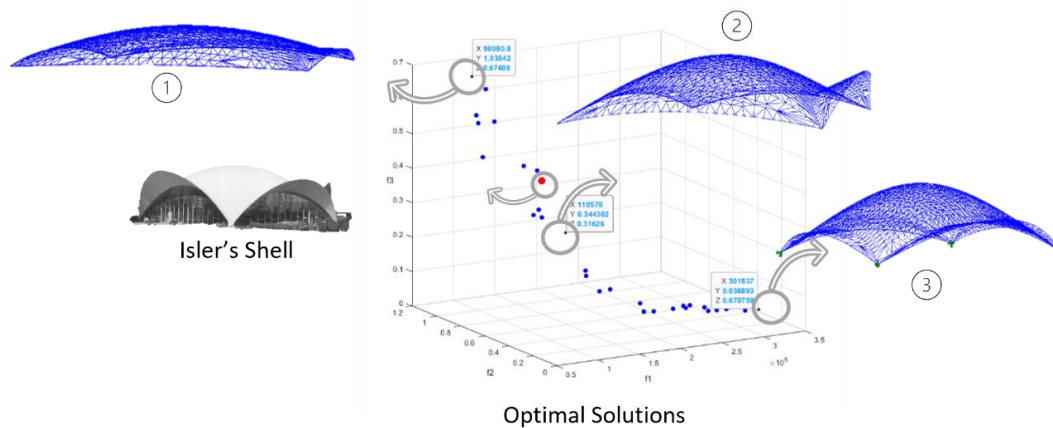 1
2
X 98080.6
Y 1.03542
Z 0.67408
0.7
0.6
0.5
0.4
0.3
0.2
0.1
0
f3
X 110570
Y 0.344302
Z 0.31626
Isler's Shell
3
X 301837
Y 0.058893
Z 0.070758
1.2
1
0.8
0.6
0.4
0.2
0
f2
0.5
1
1.5
2
2.5
3
3.5
×10⁵
f1
Optimal Solutions